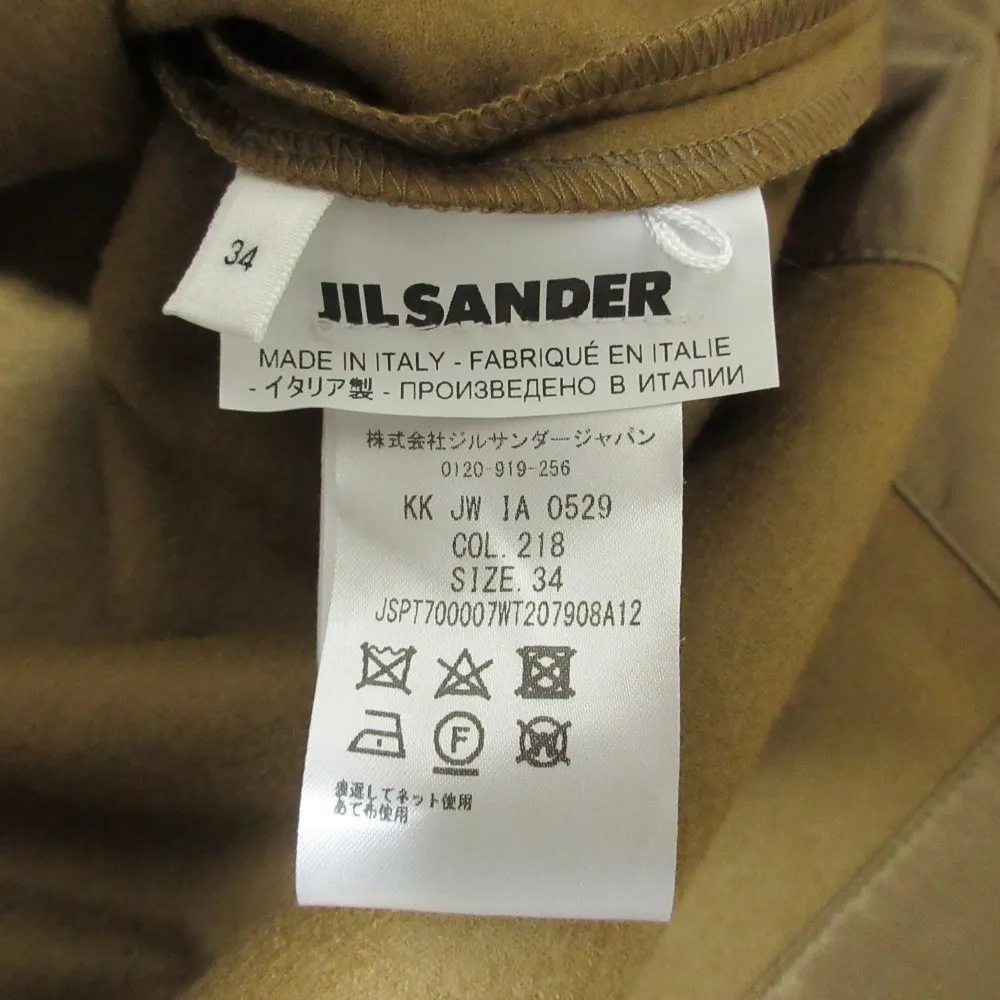 34
JIL SANDER
MADE IN ITALY - FABRIQUÉ EN ITALIE
- イタリア製 - ПРОИЗВЕДЕНО В ИТАЛИИ
株式会社ジルサンダージャパン
0120-919-256
KK JW IA 0529
COL. 218
SIZE. 34
JSPT700007WT207908A12
F
W
裏返してネット使用
あて布使用